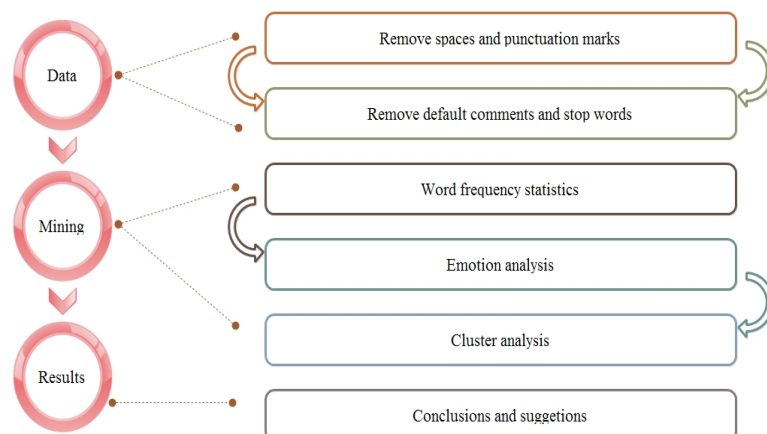 Data
Remove spaces and punctuation marks
Remove default comments and stop words
Mining
Word frequency statistics
Emotion analysis
Cluster analysis
Results
Conclusions and suggetions